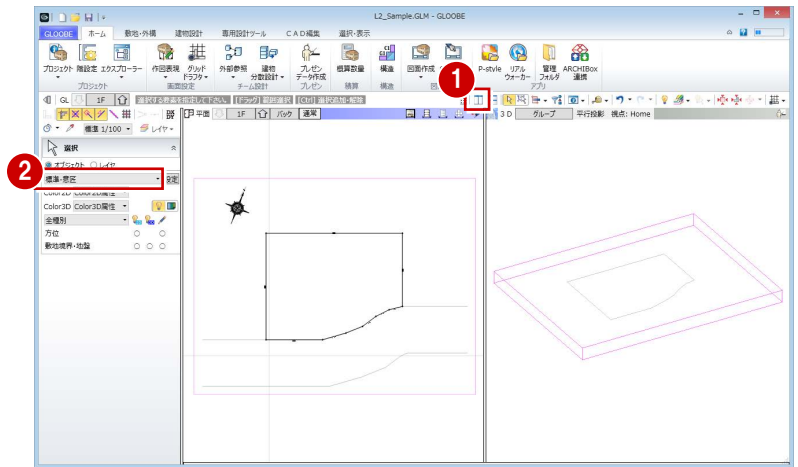 L2_Sample.GLM - GLOOBE
GLOOBE ホーム 敷地・外構 建物設計 専用設計ツール CAD編集 選択・表示
プロジェクト 階設定 エクスプローラー 作図表現 グリッド ドラフタ 外部参照 建物 分散設計 プレゼン データ作成 概算数量 構造 図面作成 P-style リアル ウォーカー 管理 フォルダ ARCHIBox 連携
プロジェクト 画面設定 チーム設計 プレゼン 積算 構造 アプリ
1
GL 1F 選択する要素を指定して下さい。 [[ドラッグ] 範囲選択 [Ctrl] 選択追加・解除
平面 1F バック 通常 3D グループ 平行投影 視点: Home
標準 1/100 レイヤ
選択
オブジェクト レイヤ
2
標準-意匠 設定
Color2D Color2D属性
Color3D Color3D属性
全種別
方位
敷地境界・地盤